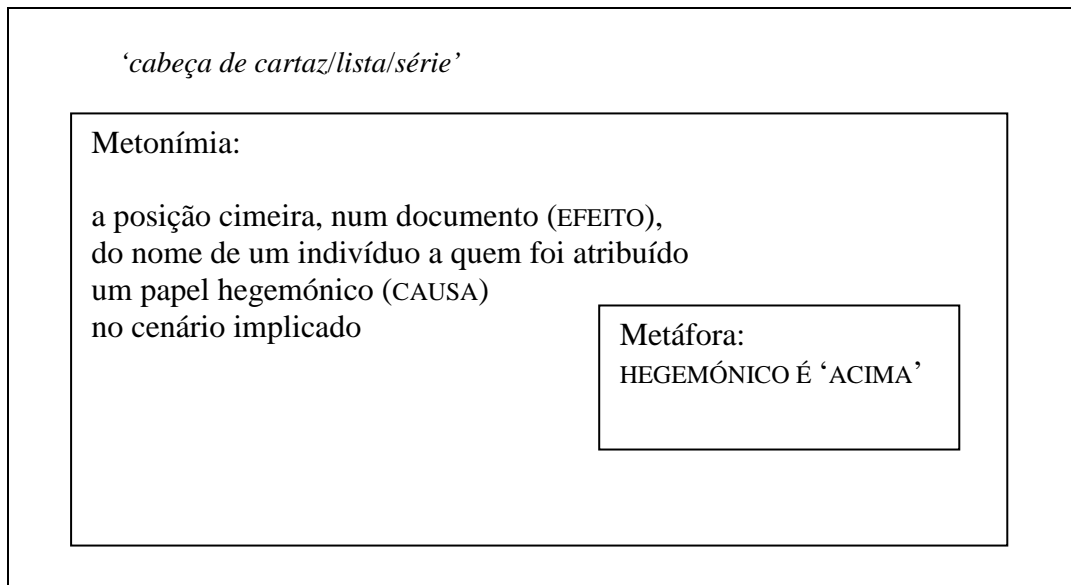 ‘cabeça de cartaz/lista/série’
Metonímia:
a posição cimeira, num documento (EFEITO),
do nome de um indivíduo a quem foi atribuído
um papel hegemónico (CAUSA)
no cenário implicado
Metáfora:
HEGEMÓNICO É ‘ACIMA’